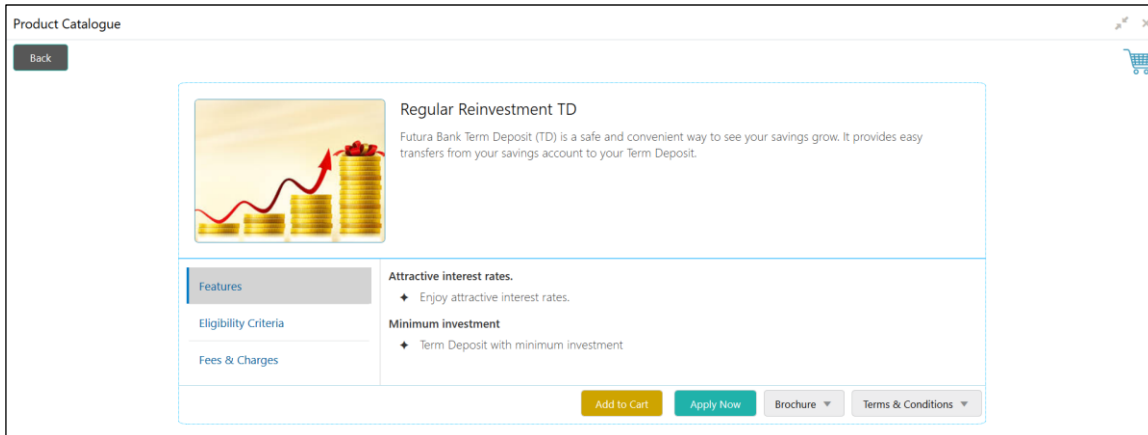 Product Catalogue
Back
Regular Reinvestment TD
Futura Bank Term Deposit (TD) is a safe and convenient way to see your savings grow. It provides easy
transfers from your savings account to your Term Deposit.
Features
Eligibility Criteria
Fees & Charges
Attractive interest rates.
Enjoy attractive interest rates.
Minimum investment
Term Deposit with minimum investment
Add to Cart
Apply Now
Brochure
Terms & Conditions